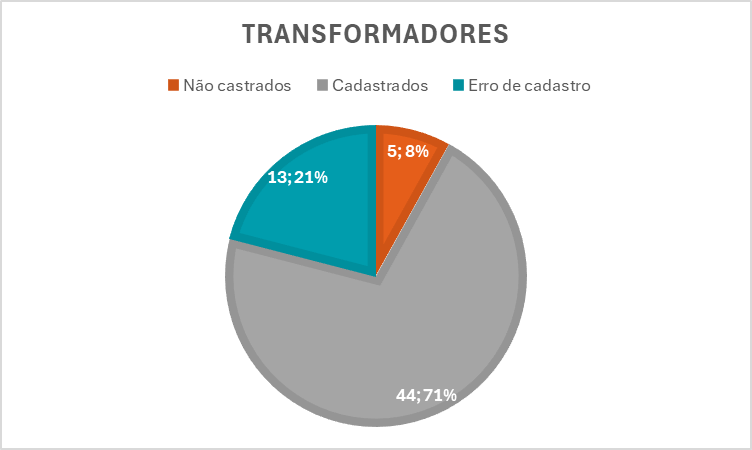 TRANSFORMADORES
Não castrados Cadastrados Erro de cadastro
5; 8%
13; 21%
44; 71%